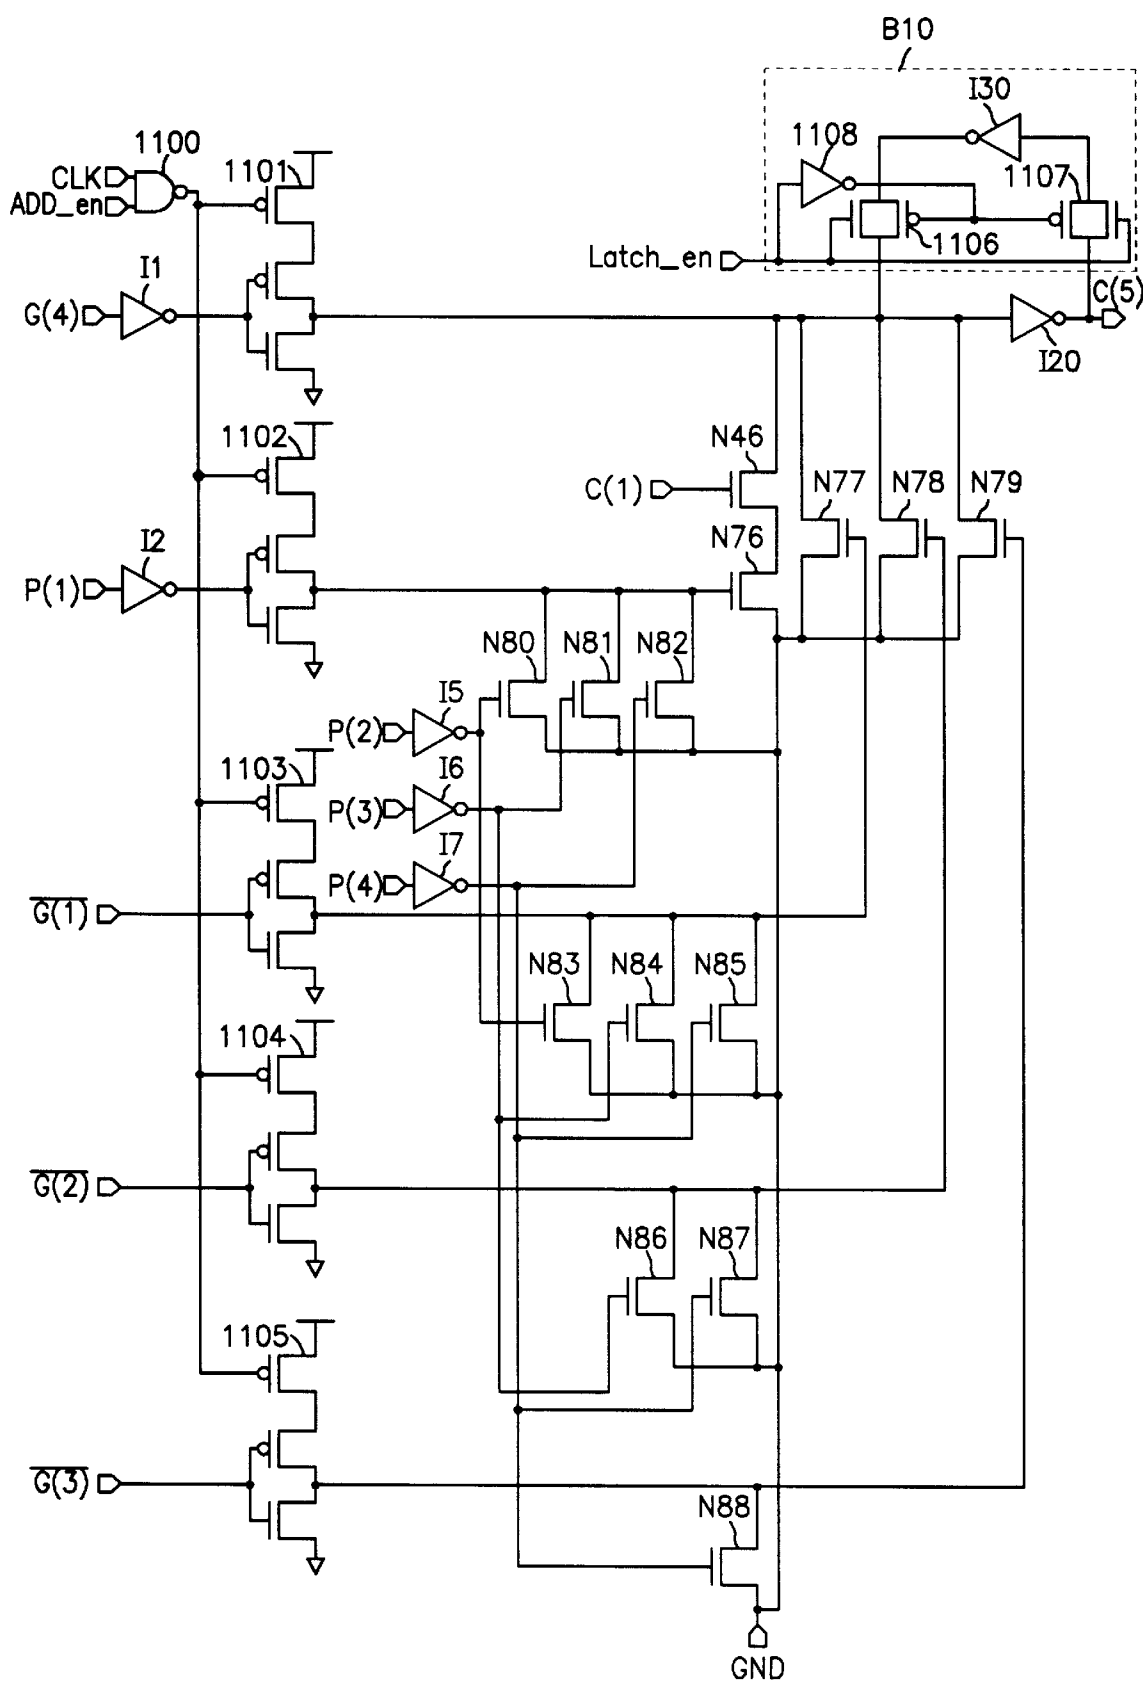 B10
I30
1108
1107
1106
Latch_en
C(5)
I20
1100
CLK
ADD_en
1101
I1
G(4)
1102
N46
C(1)
N77
N78
N79
I2
P(1)
N76
N80
N81
N82
I5
P(2)
1103
I6
P(3)
I7
P(4)
G(1)
N83
N84
N85
1104
G(2)
N86
N87
1105
G(3)
N88
GND